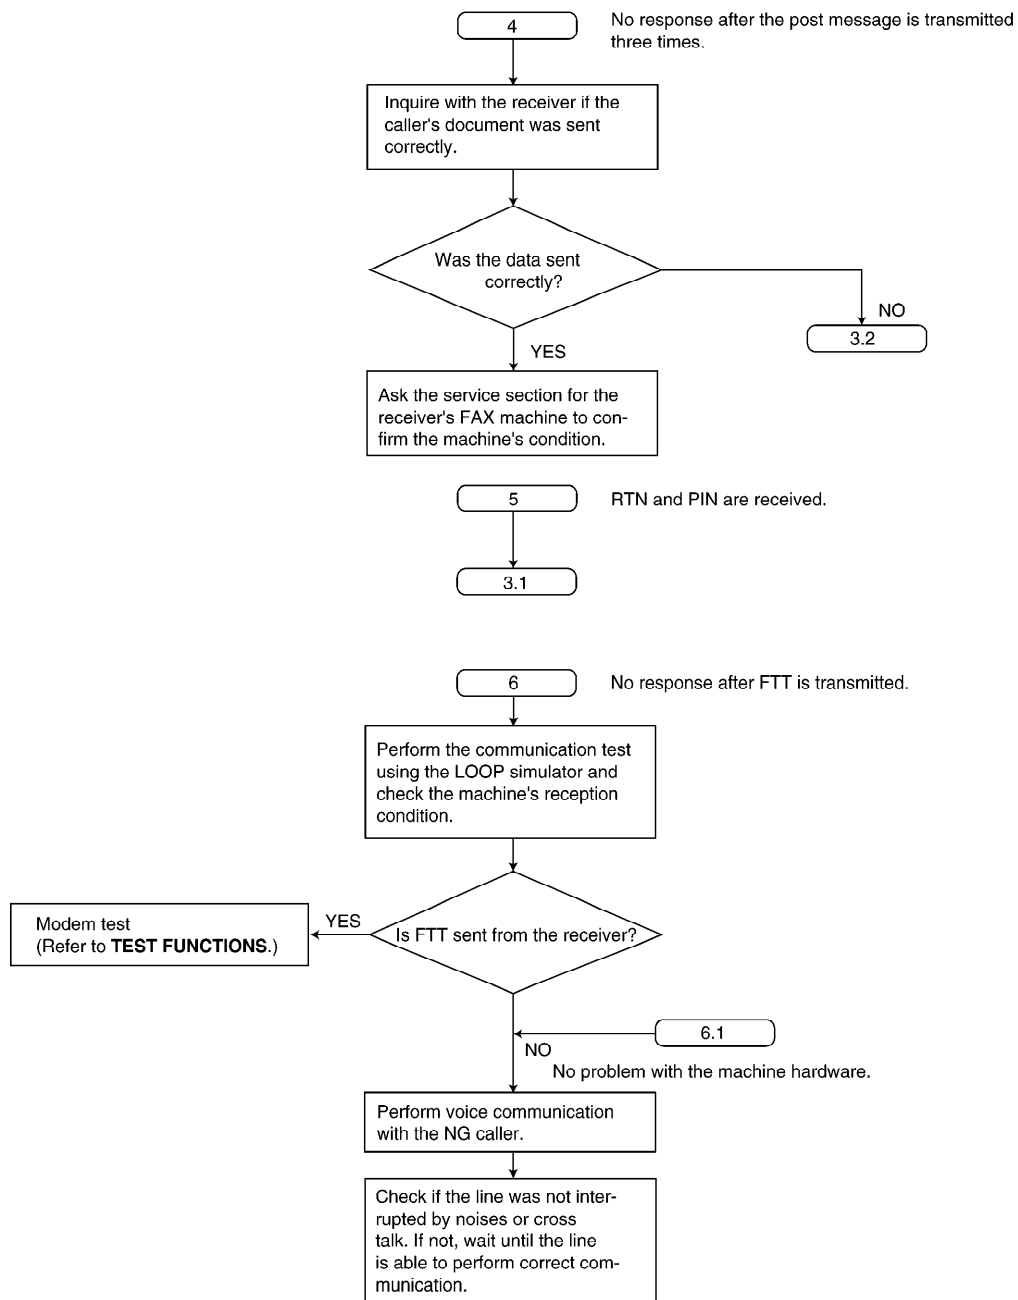 4
No response after the post message is transmitted
three times.
Inquire with the receiver if the
caller's document was sent
correctly.
Was the data sent
correctly?
NO
3.2
YES
Ask the service section for the
receiver's FAX machine to con-
firm the machine's condition.
5
RTN and PIN are received.
3.1
6
No response after FTT is transmitted.
Perform the communication test
using the LOOP simulator and
check the machine's reception
condition.
YES
Modem test
(Refer to TEST FUNCTIONS.)
Is FTT sent from the receiver?
6.1
NO
No problem with the machine hardware.
Perform voice communication
with the NG caller.
Check if the line was not inter-
rupted by noises or cross
talk. If not, wait until the line
is able to perform correct com-
munication.